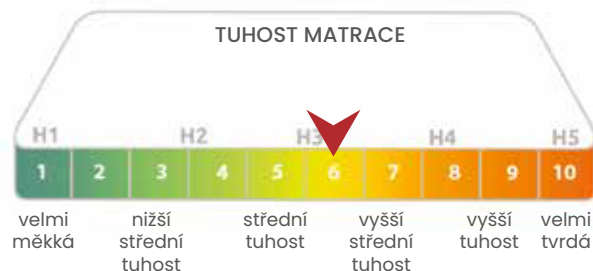 TUHOST MATRACE
H1 H2 H3 H4 H5
1 2 3 4 5 6 7 8 9 10
velmi měkká
nižší střední tuhost
střední tuhost
vyšší střední tuhost
vyšší tuhost
velmi tvrdá